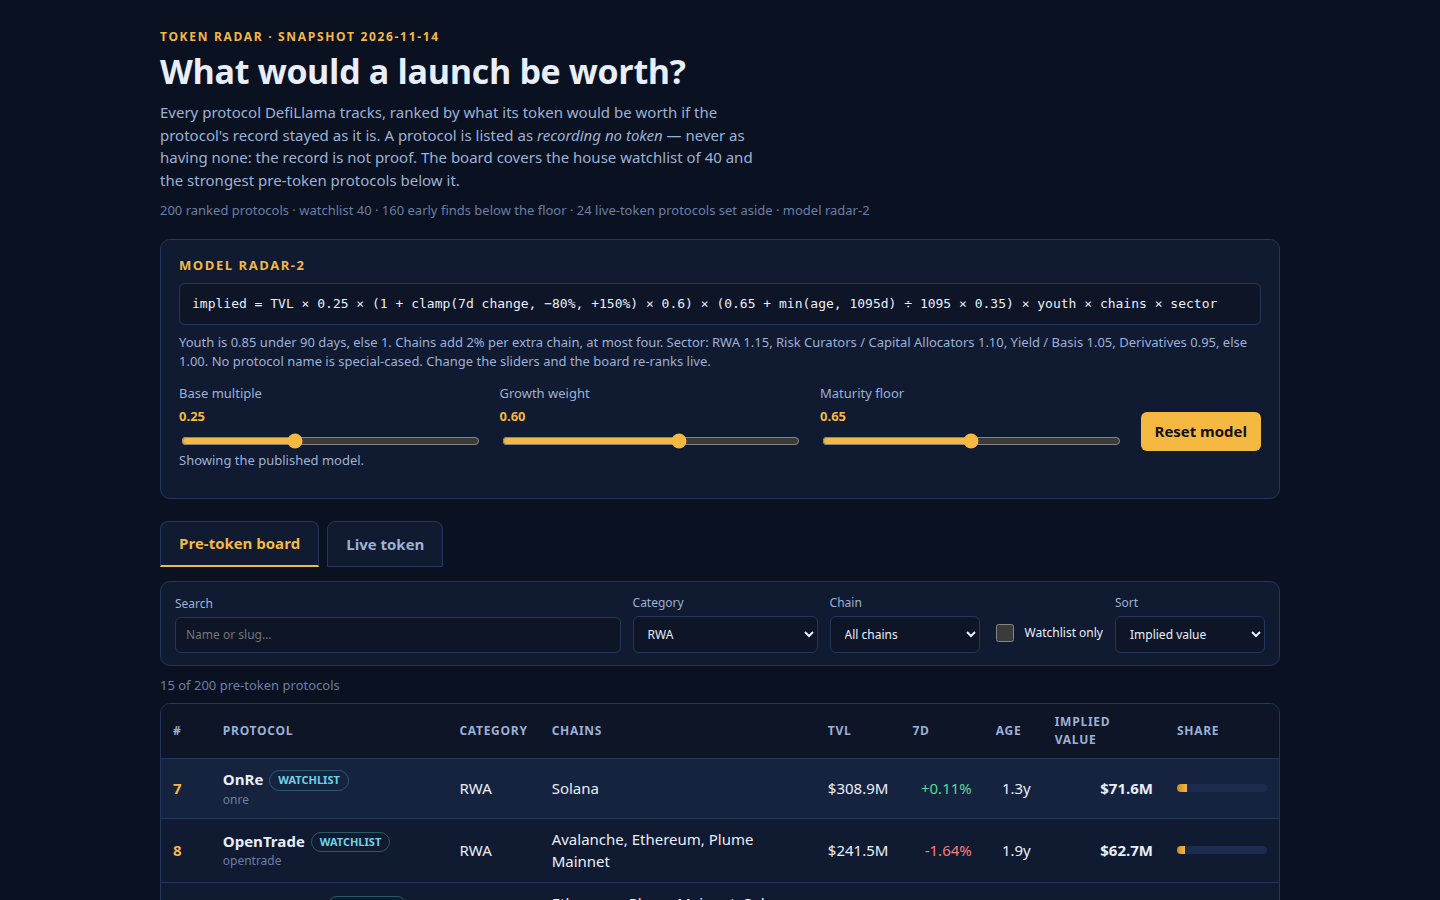 TOKEN RADAR · SNAPSHOT 2026-11-14
What would a launch be worth?
Every protocol DefiLlama tracks, ranked by what its token would be worth if the
protocol's record stayed as it is. A protocol is listed as recording no token — never as
having none: the record is not proof. The board covers the house watchlist of 40 and
the strongest pre-token protocols below it.
200 ranked protocols · watchlist 40 · 160 early finds below the floor · 24 live-token protocols set aside · model radar-2
MODEL RADAR-2
implied = TVL × 0.25 × (1 + clamp(7d change, −80%, +150%) × 0.6) × (0.65 + min(age, 1095d) ÷ 1095 × 0.35) × youth × chains × sector
Youth is 0.85 under 90 days, else 1. Chains add 2% per extra chain, at most four. Sector: RWA 1.15, Risk Curators / Capital Allocators 1.10, Yield / Basis 1.05, Derivatives 0.95, else
1.00. No protocol name is special-cased. Change the sliders and the board re-ranks live.
Base multiple
0.25
Growth weight
0.60
Maturity floor
0.65
Reset model
Showing the published model.
Pre-token board
Live token
Search
Name or slug...
Category
RWA
Chain
All chains
Watchlist only
Sort
Implied value
15 of 200 pre-token protocols
# PROTOCOL CATEGORY CHAINS TVL 7D AGE IMPLIED VALUE SHARE
7 OnRe WATCHLIST RWA Solana $308.9M +0.11% 1.3y $71.6M
onre
8 OpenTrade WATCHLIST RWA Avalanche, Ethereum, Plume $241.5M -1.64% 1.9y $62.7M
opentrade Mainnet